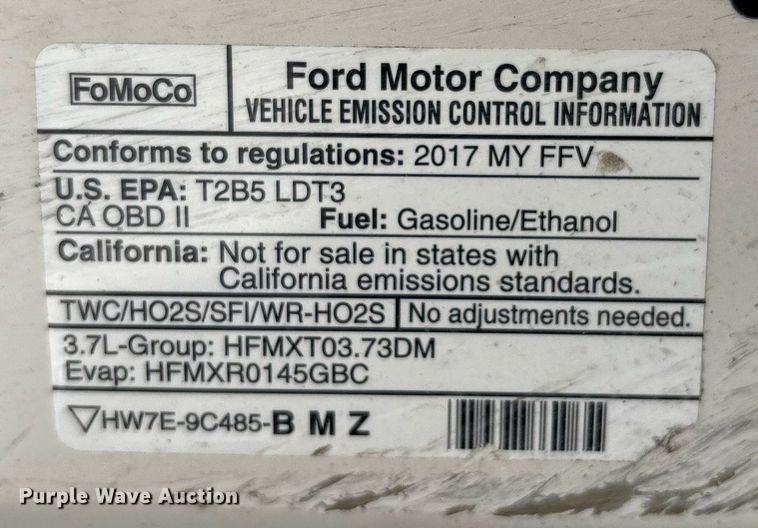 FoMoCo
Ford Motor Company
VEHICLE EMISSION CONTROL INFORMATION
Conforms to regulations: 2017 MY FFV
U.S. EPA: T2B5 LDT3
CA OBD II Fuel: Gasoline/Ethanol
California: Not for sale in states with
California emissions standards.
TWC/HO2S/SFI/WR-HO2S No adjustments needed.
3.7L-Group: HFMXT03.73DM
Evap: HFMXR0145GBC
HW7E-9C485-B M Z
Purple Wave Auction